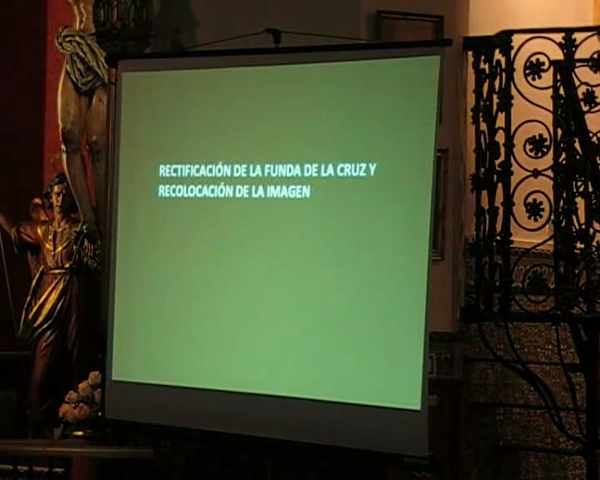 RECTIFICACIÓN DE LA FUNDA DE LA CRUZ Y
RECOLOCACIÓN DE LA IMAGEN